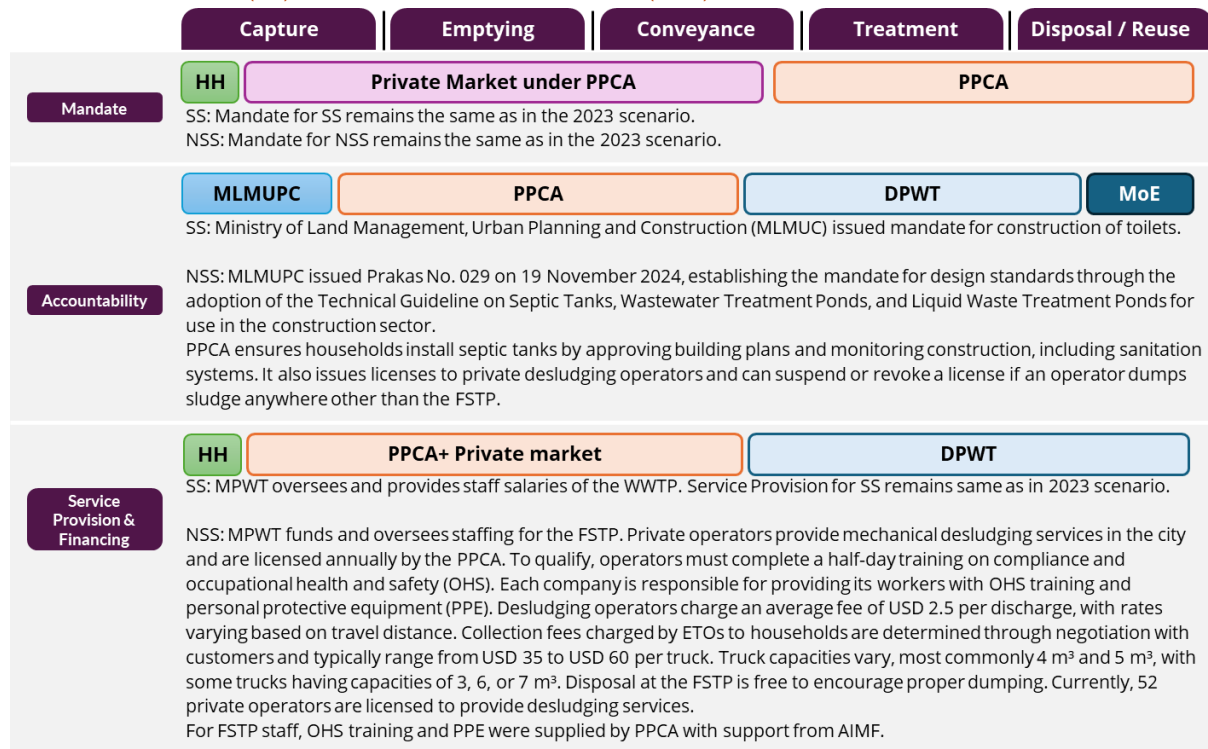 Capture
Emptying
Conveyance
Treatment
Disposal / Reuse
Mandate
HH
Private Market under PPCA
PPCA
SS: Mandate for SS remains the same as in the 2023 scenario.
NSS: Mandate for NSS remains the same as in the 2023 scenario.
Accountability
MLMUPC
PPCA
DPWT
MoE
SS: Ministry of Land Management, Urban Planning and Construction (MLMUC) issued mandate for construction of toilets.
NSS: MLMUPC issued Prakas No. 029 on 19 November 2024, establishing the mandate for design standards through the
adoption of the Technical Guideline on Septic Tanks, Wastewater Treatment Ponds, and Liquid Waste Treatment Ponds for
use in the construction sector.
PPCA ensures households install septic tanks by approving building plans and monitoring construction, including sanitation
systems. It also issues licenses to private desludging operators and can suspend or revoke a license if an operator dumps
sludge anywhere other than the FSTP.
Service
Provision &
Financing
HH
PPCA+ Private market
DPWT
SS: MPWT oversees and provides staff salaries of the WWTP. Service Provision for SS remains same as in 2023 scenario.
NSS: MPWT funds and oversees staffing for the FSTP. Private operators provide mechanical desludging services in the city
and are licensed annually by the PPCA. To qualify, operators must complete a half-day training on compliance and
occupational health and safety (OHS). Each company is responsible for providing its workers with OHS training and
personal protective equipment (PPE). Desludging operators charge an average fee of USD 2.5 per discharge, with rates
varying based on travel distance. Collection fees charged by ETOs to households are determined through negotiation with
customers and typically range from USD 35 to USD 60 per truck. Truck capacities vary, most commonly 4 m³ and 5 m³, with
some trucks having capacities of 3, 6, or 7 m³. Disposal at the FSTP is free to encourage proper dumping. Currently, 52
private operators are licensed to provide desludging services.
For FSTP staff, OHS training and PPE were supplied by PPCA with support from AIMF.